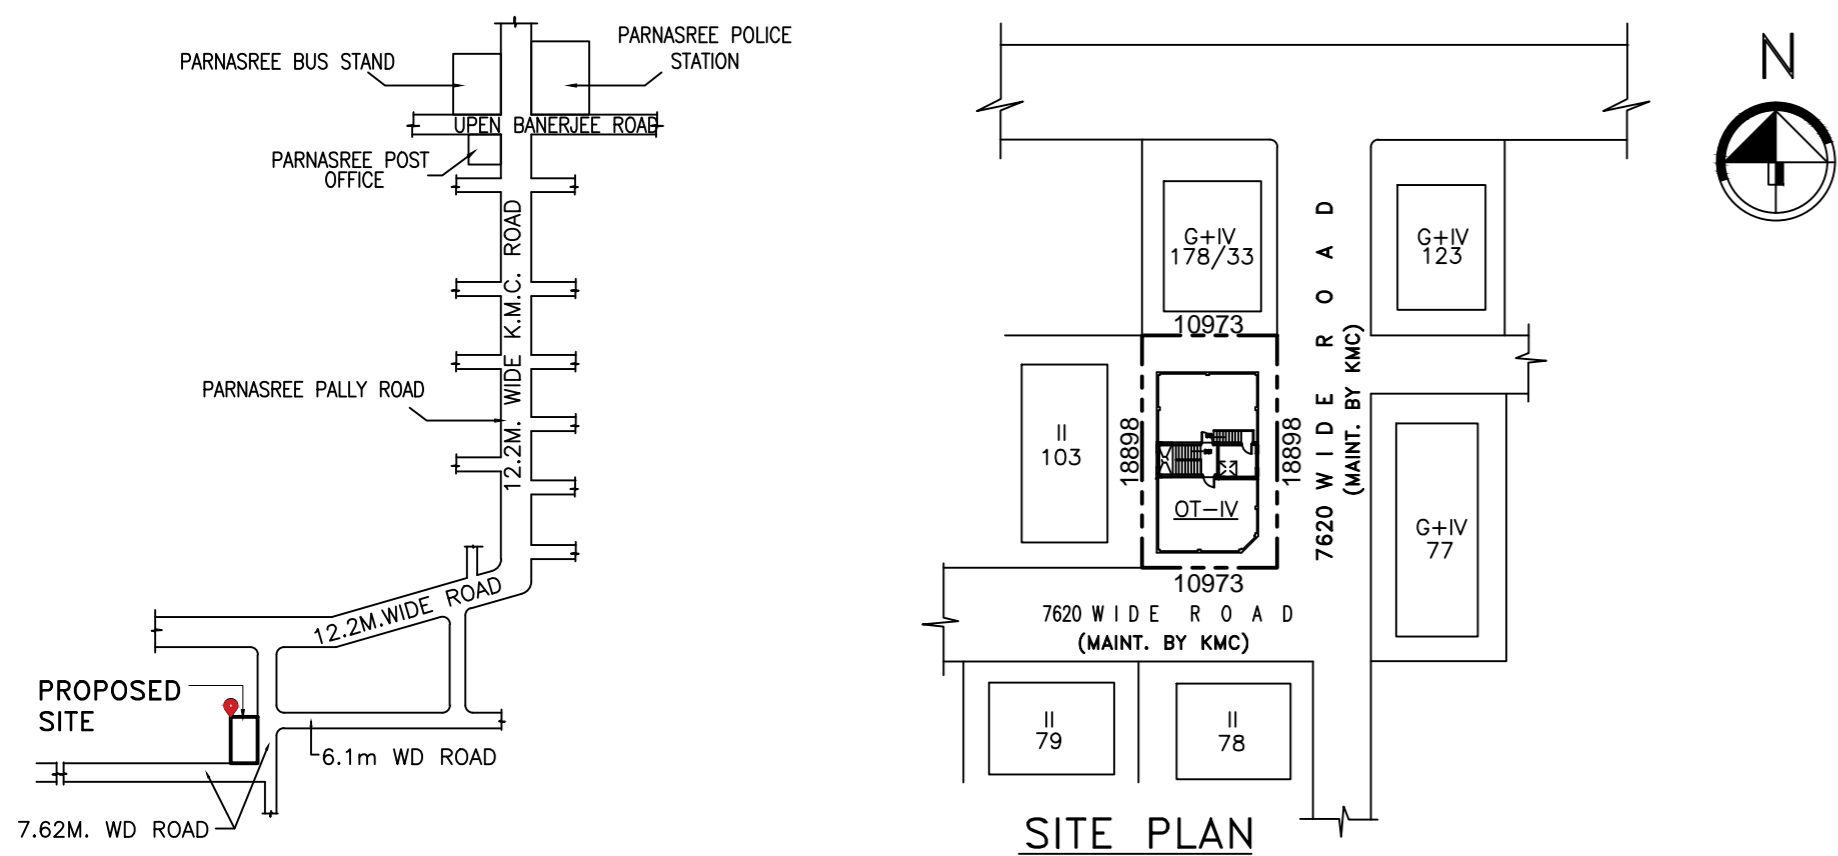 PARNASREE BUS STAND
PARNASREE POLICE
STATION
UPEN BANERJEE ROAD
PARNASREE POST
OFFICE
12.2M. WIDE K.M.C. ROAD
PARNASREE PALLY ROAD
12.2M.WIDE ROAD
PROPOSED
SITE
6.1m WD ROAD
7.62M. WD ROAD
N
G+IV
178/33
G+IV
123
10973
7620 WIDE ROAD
(MAINT. BY KMC)
II
103
18898
18898
OT-IV
G+IV
77
10973
7620 WIDE ROAD
(MAINT. BY KMC)
II
79
II
78
SITE PLAN